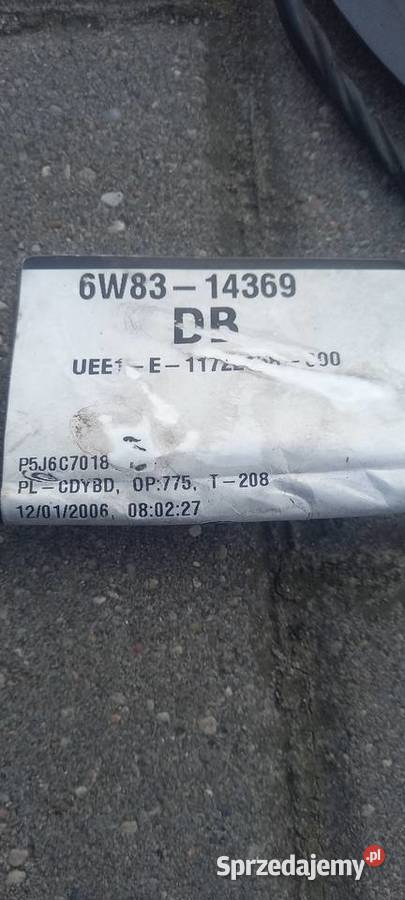 6W83-14369
DB
P5J6C7018
PL-CDYBD, OP:775, T-208
12/01/2006, 08:02:27
Sprzedajemy.pl